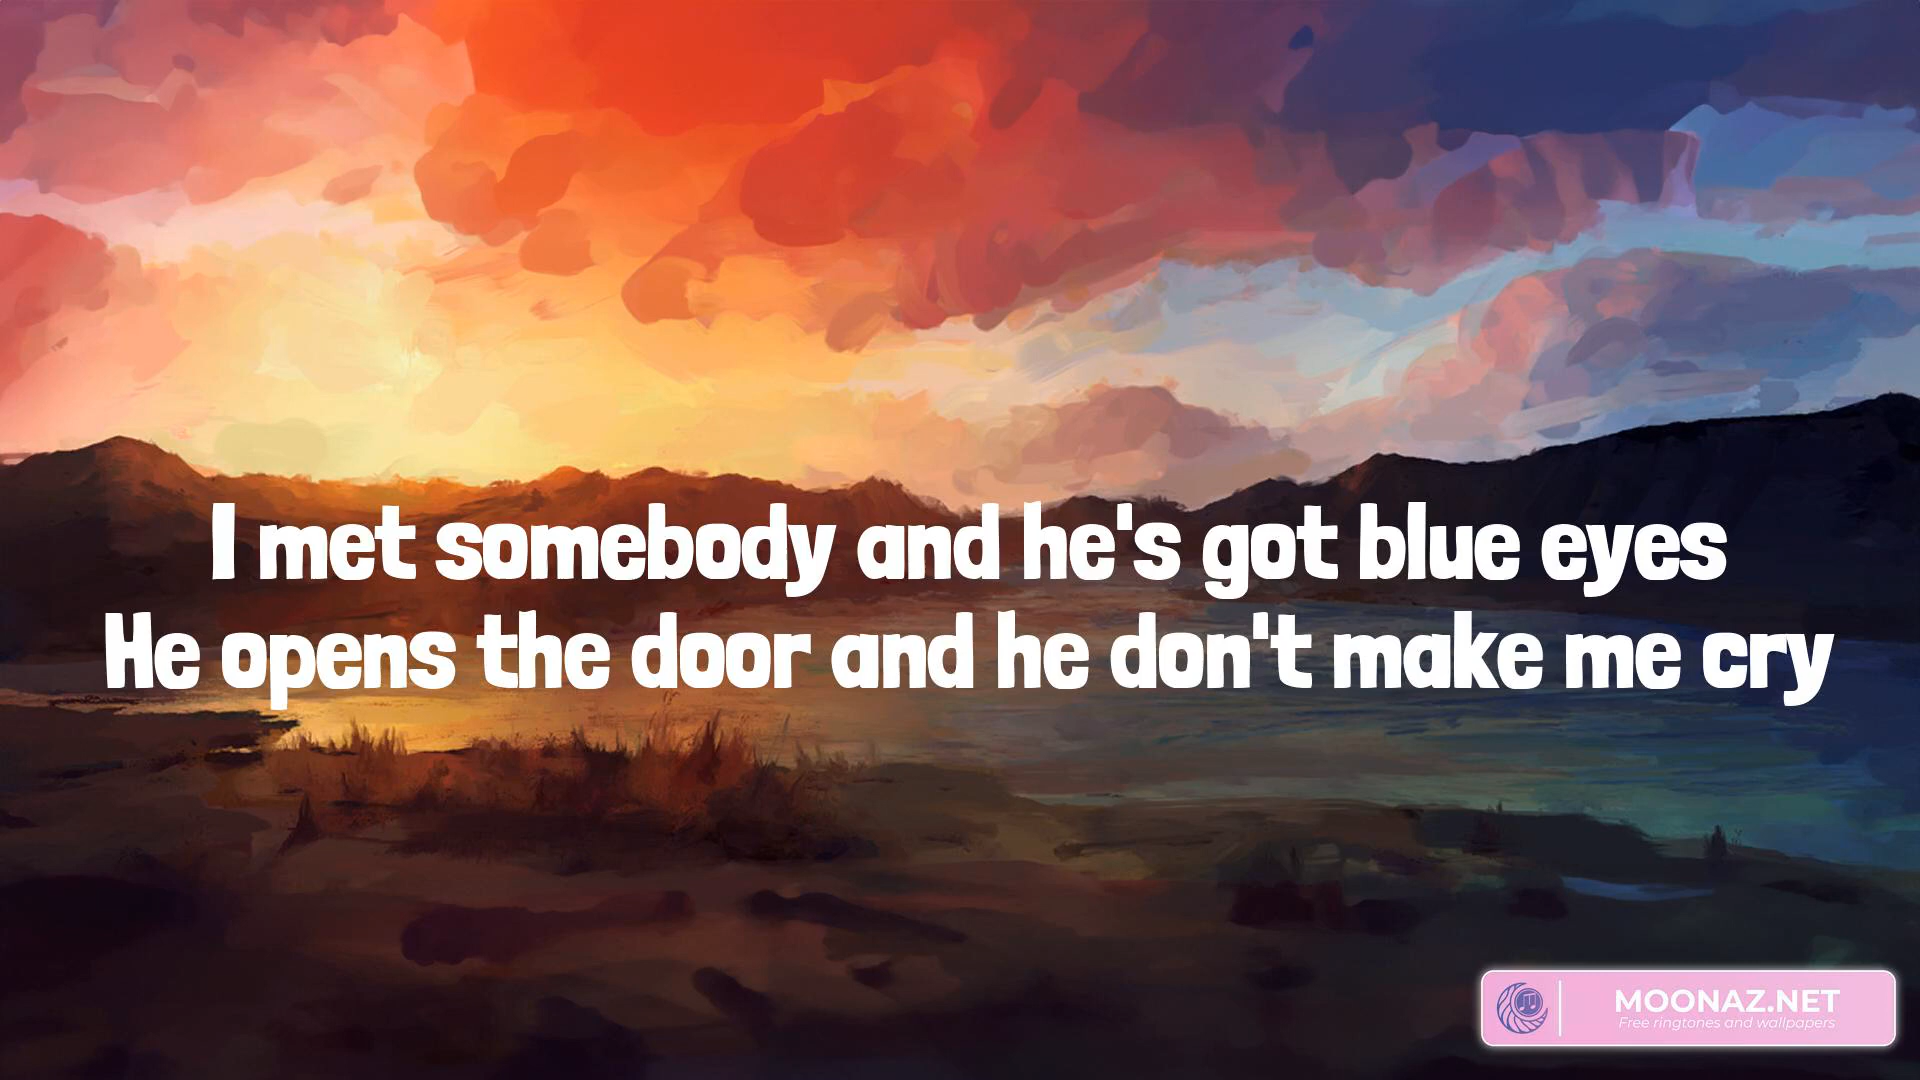 I met somebody and he's got blue eyes
He opens the door and he don't make me cry
MOONAZ.NET
Free ringtones and wallpapers